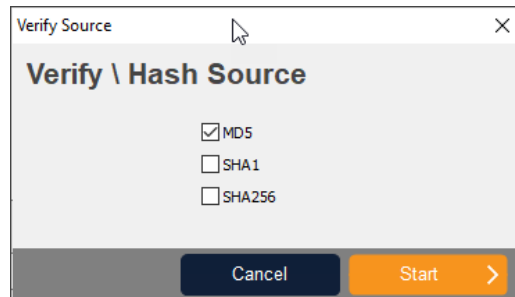 Verify Source
Verify \ Hash Source
MD5
SHA1
SHA256
Cancel
Start